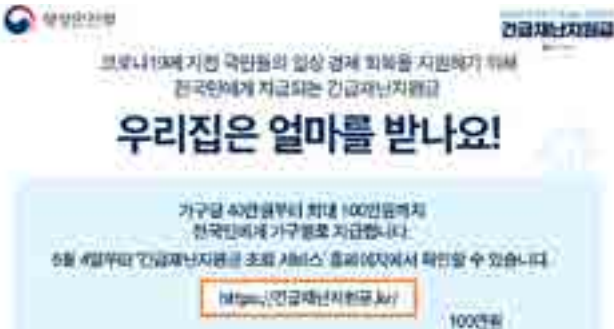 행정안전부
긴급재난지원금
코로나19에 지친 국민들의 일상 경제 회복을 지원하기 위해
전국민에게 지급되는 긴급재난지원금
우리집은 얼마를 받나요!
가구당 40만원부터 최대 100만원까지
전국민에게 가구별로 지급합니다.
5월 4일부터 '긴급재난지원금 조회 서비스' 홈페이지에서 확인할 수 있습니다.
https://긴급재난지원금.kr/
100만원